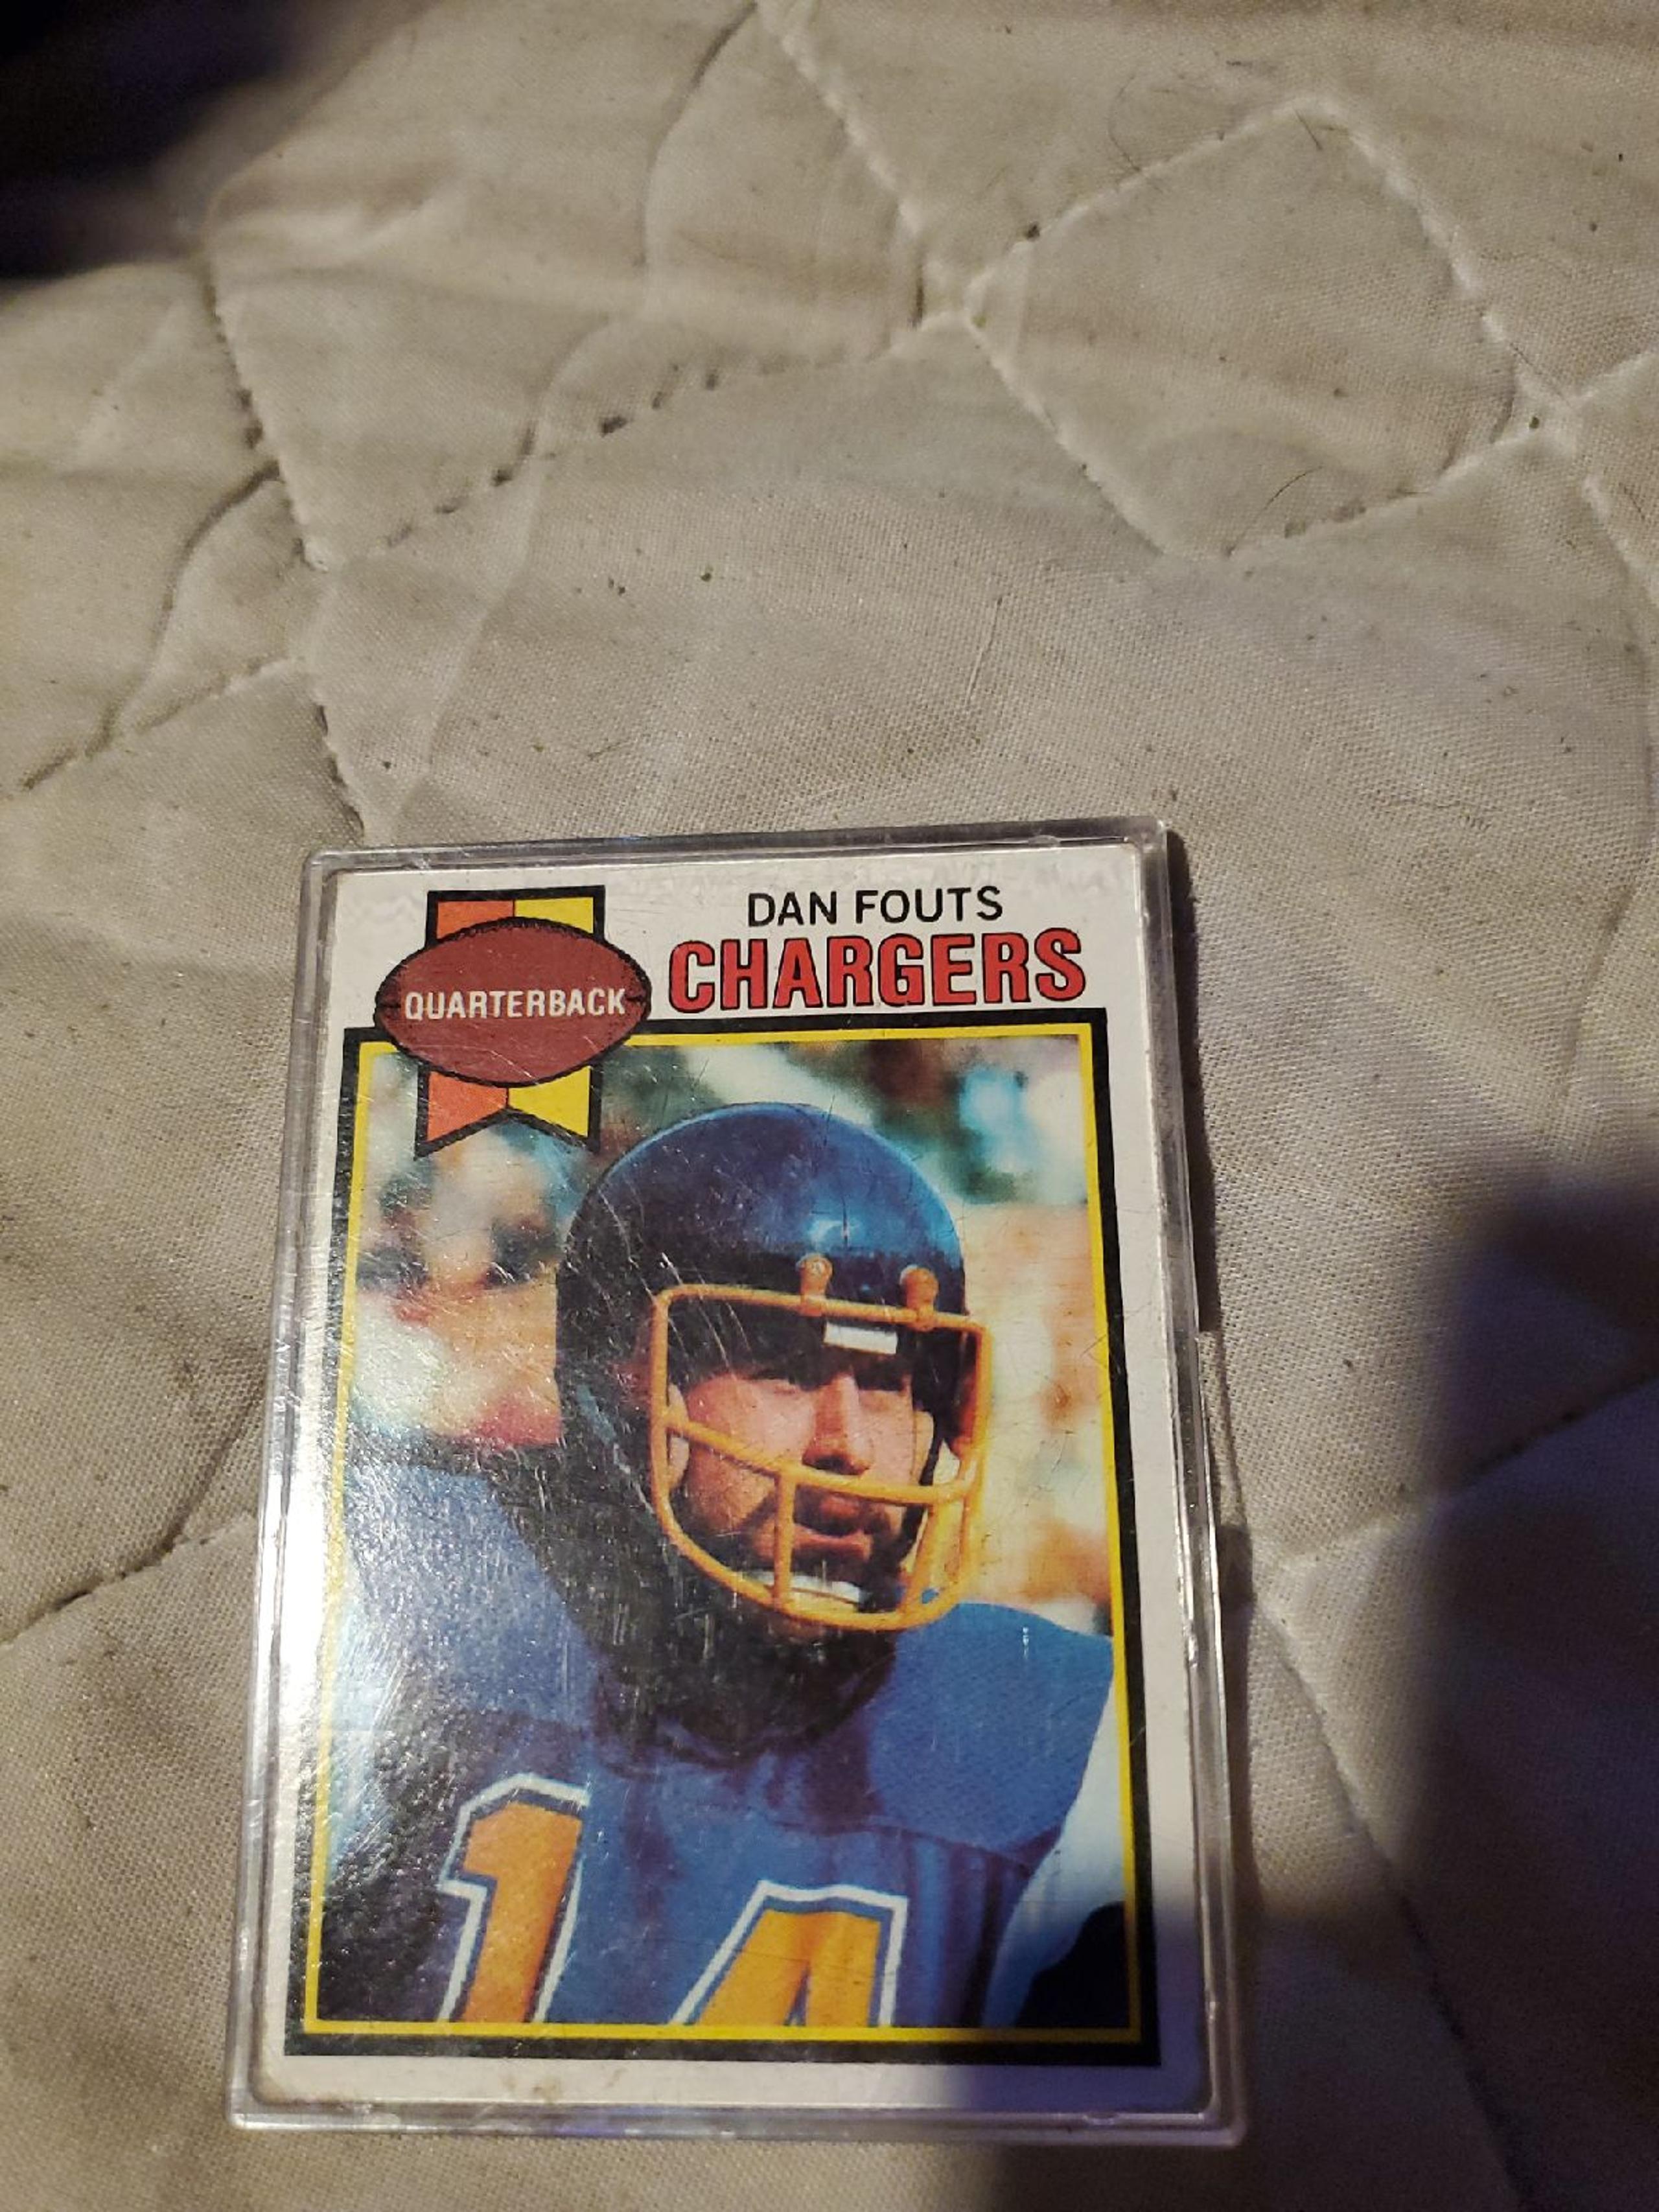 DAN FOUTS
CHARGERS
QUARTERBACK
14